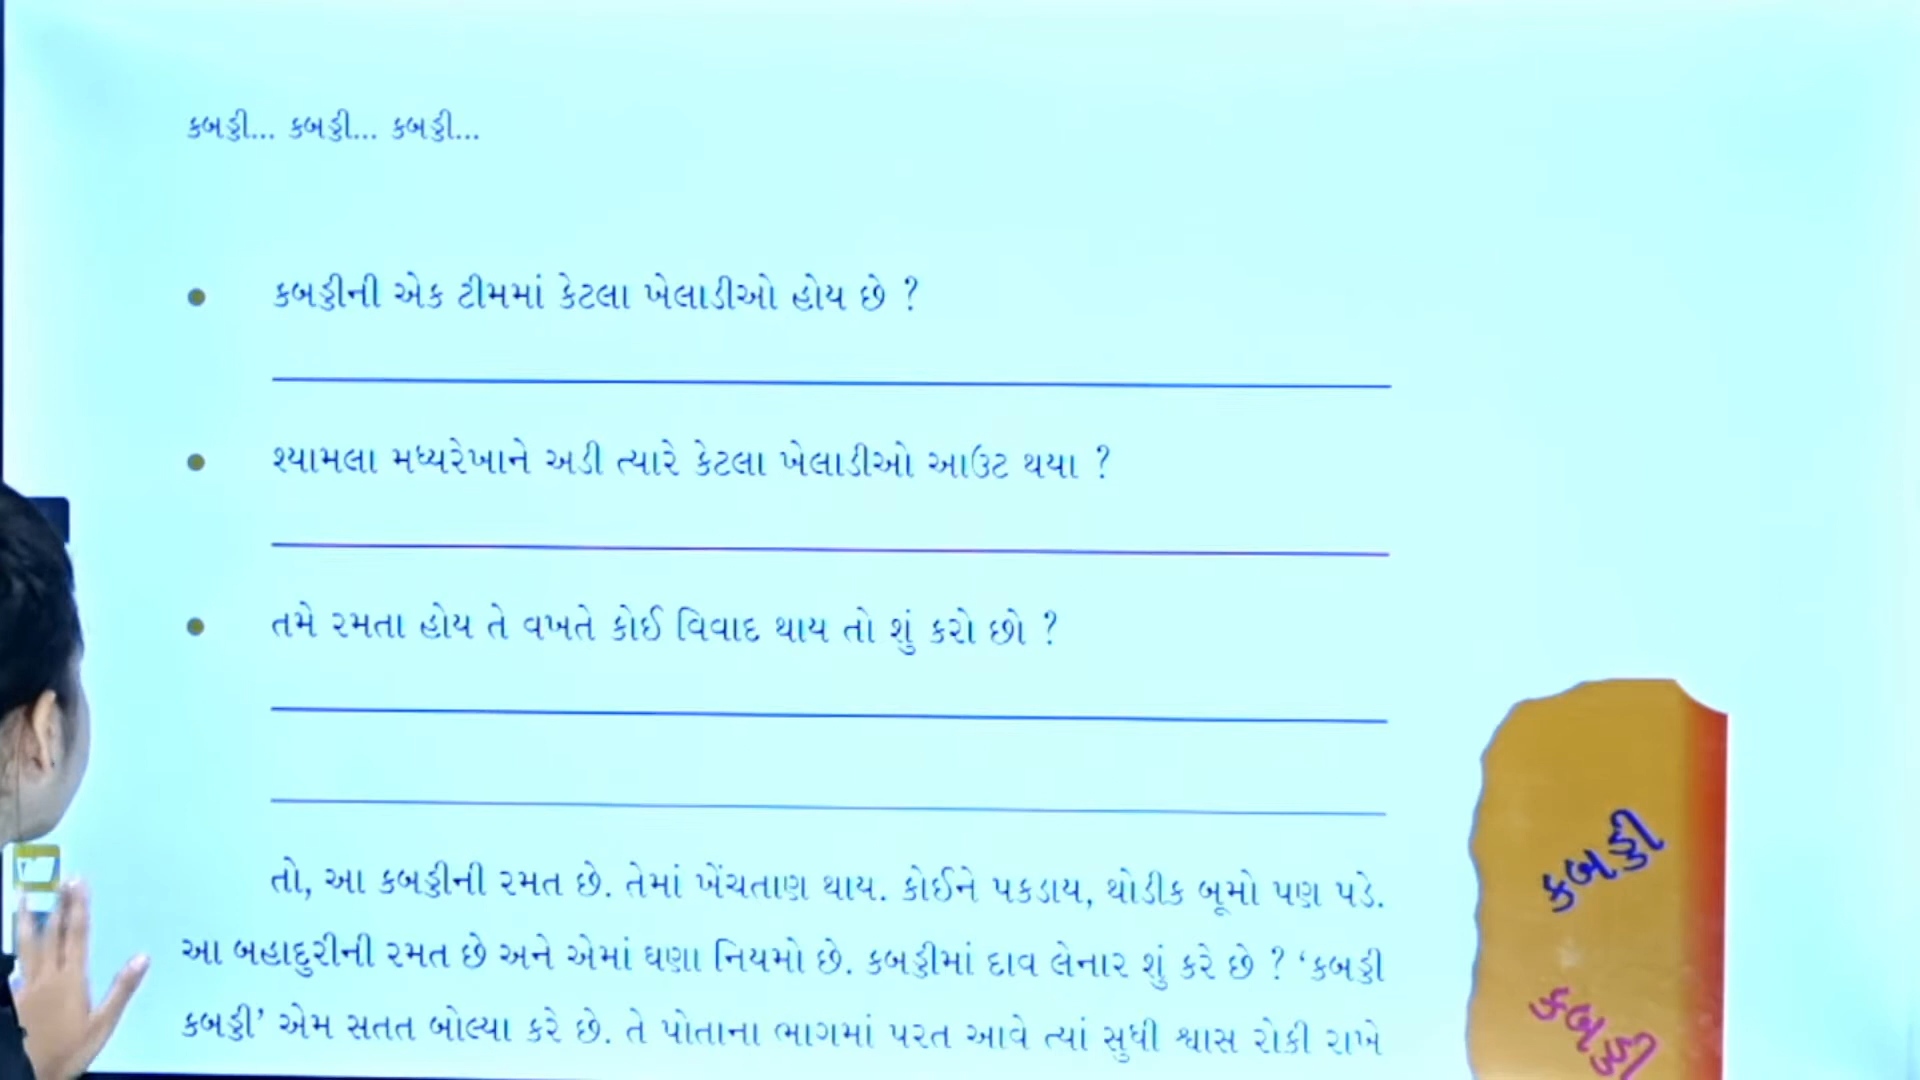 કબડ્ડી... કબડ્ડી... કબડ્ડી...
● કબડ્ડીની એક ટીમમાં કેટલા ખેલાડીઓ હોય છે ?
● શ્યામલા મધ્યરેખાને અડી ત્યારે કેટલા ખેલાડીઓ આઉટ થયા ?
● તમે રમતા હોય તે વખતે કોઈ વિવાદ થાય તો શું કરો છો ?
તો, આ કબડ્ડીની રમત છે. તેમાં ખેંચતાણ થાય. કોઈને પકડાય, થોડીક બૂમો પણ પડે.
આ બહાદુરીની રમત છે અને એમાં ઘણા નિયમો છે. કબડ્ડીમાં દાવ લેનાર શું કરે છે ? ‘કબડ્ડી
કબડ્ડી’ એમ સતત બોલ્યા કરે છે. તે પોતાના ભાગમાં પરત આવે ત્યાં સુધી શ્વાસ રોકી રાખે
કબડ્ડી
કબડ્ડી